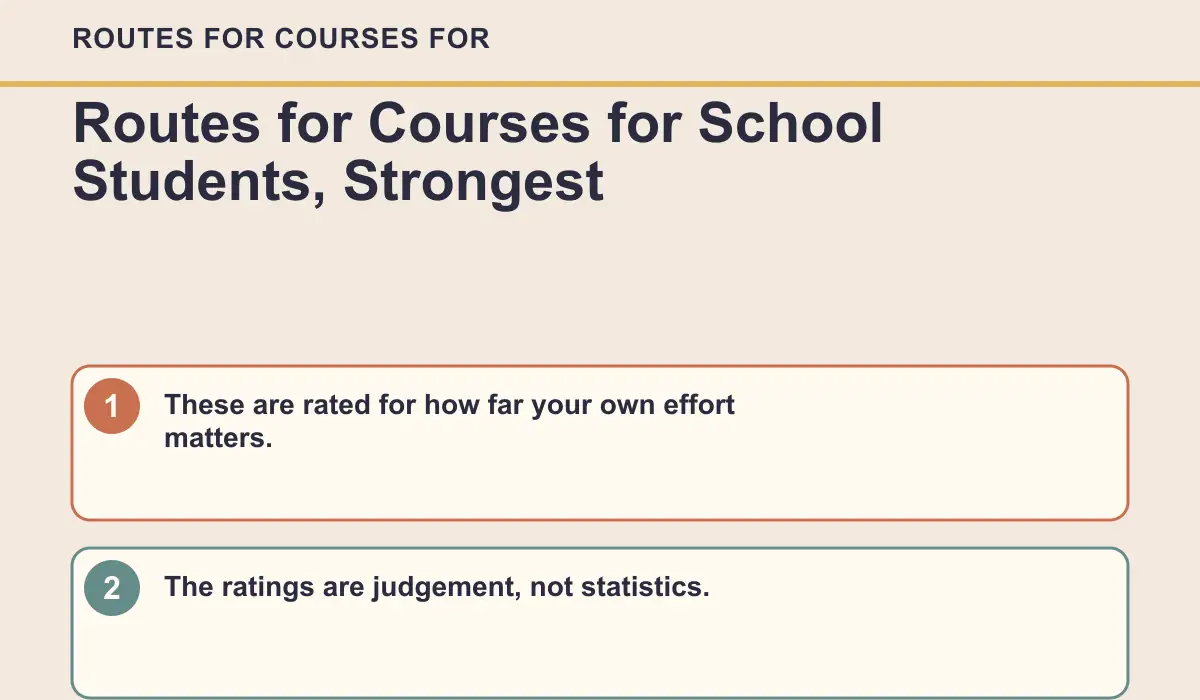 ROUTES FOR COURSES FOR
Routes for Courses for School
Students, Strongest
1
These are rated for how far your own effort
matters.
2
The ratings are judgement, not statistics.